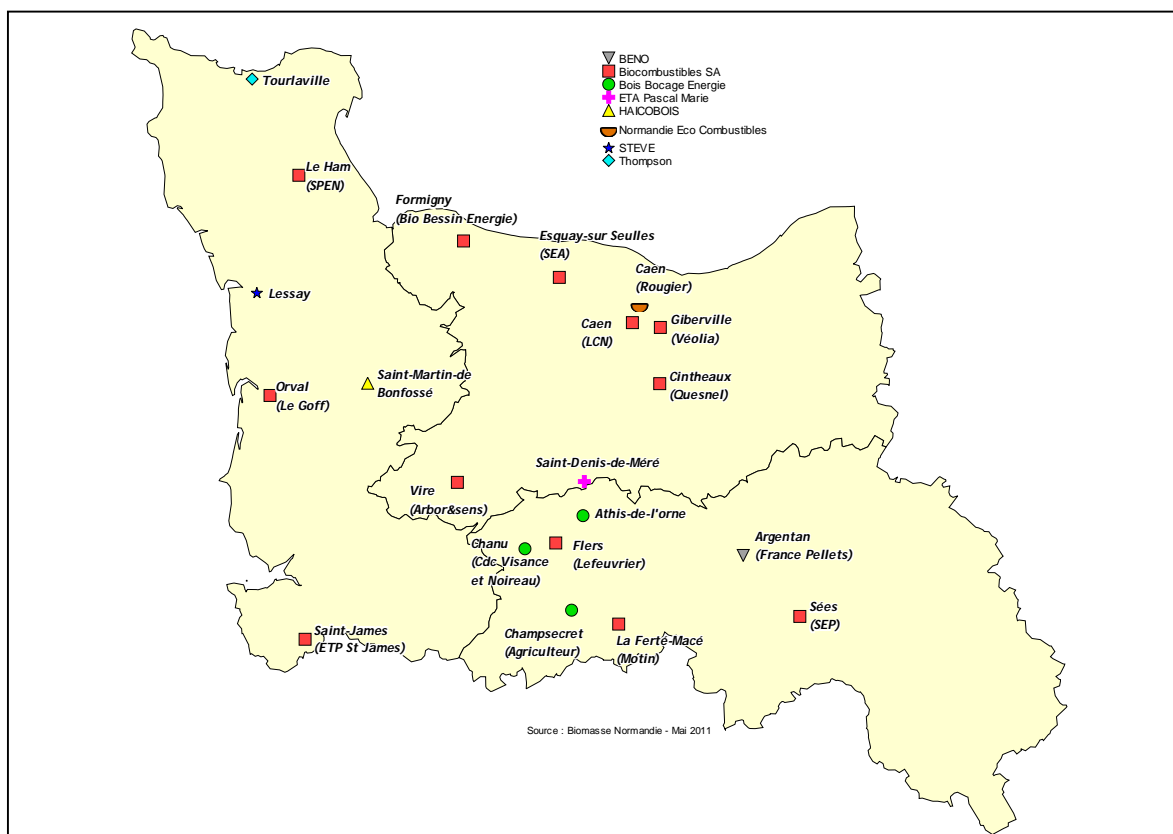 BENO
Biocombustibles SA
Bois Bocage Energie
ETA Pascal Marie
HAICOBOIS
Normandie Eco Combustibles
STEVE
Thompson
Tourlaville
Le Ham
(SPEN)
Formigny
(Bio Bessin Energie)
Esquay-sur Seulles
(SEA)
Caen
(Rougier)
Lessay
Caen
(LCN)
Giberville
(Véolia)
Orval
(Le Goff)
Saint-Martin-de
Bonfossé
Cintheaux
(Quesnel)
Saint-Denis-de-Méré
Vire
(Arbor&sens)
Athis-de-l'orne
Chanu
(Cdc Visance
et Noireau)
Flers
(Lefeuvrier)
Argentan
(France Pellets)
Saint-James
(ETP St James)
Champsecret
(Agriculteur)
La Ferté-Macé
(Motin)
Sées
(SEP)
Source : Biomasse Normandie - Mai 2011